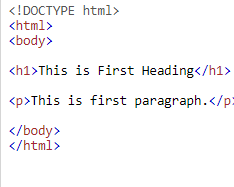 <!DOCTYPE html>
<html>
<body>
<h1>This is First Heading</h1>
<p>This is first paragraph.</p
</body>
</html>